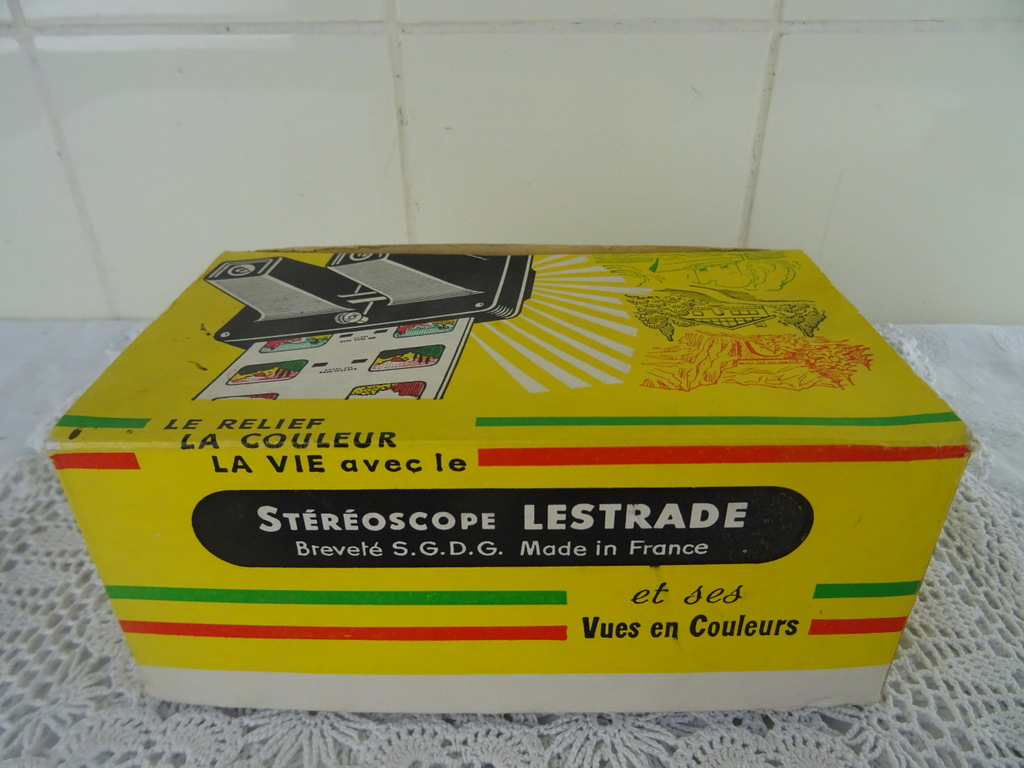 LE RELIEF
LA COULEUR
LA VIE avec le
STÉRÉOSCOPE LESTRADE
Breveté S.G.D.G. Made in France
et ses
Vues en Couleurs